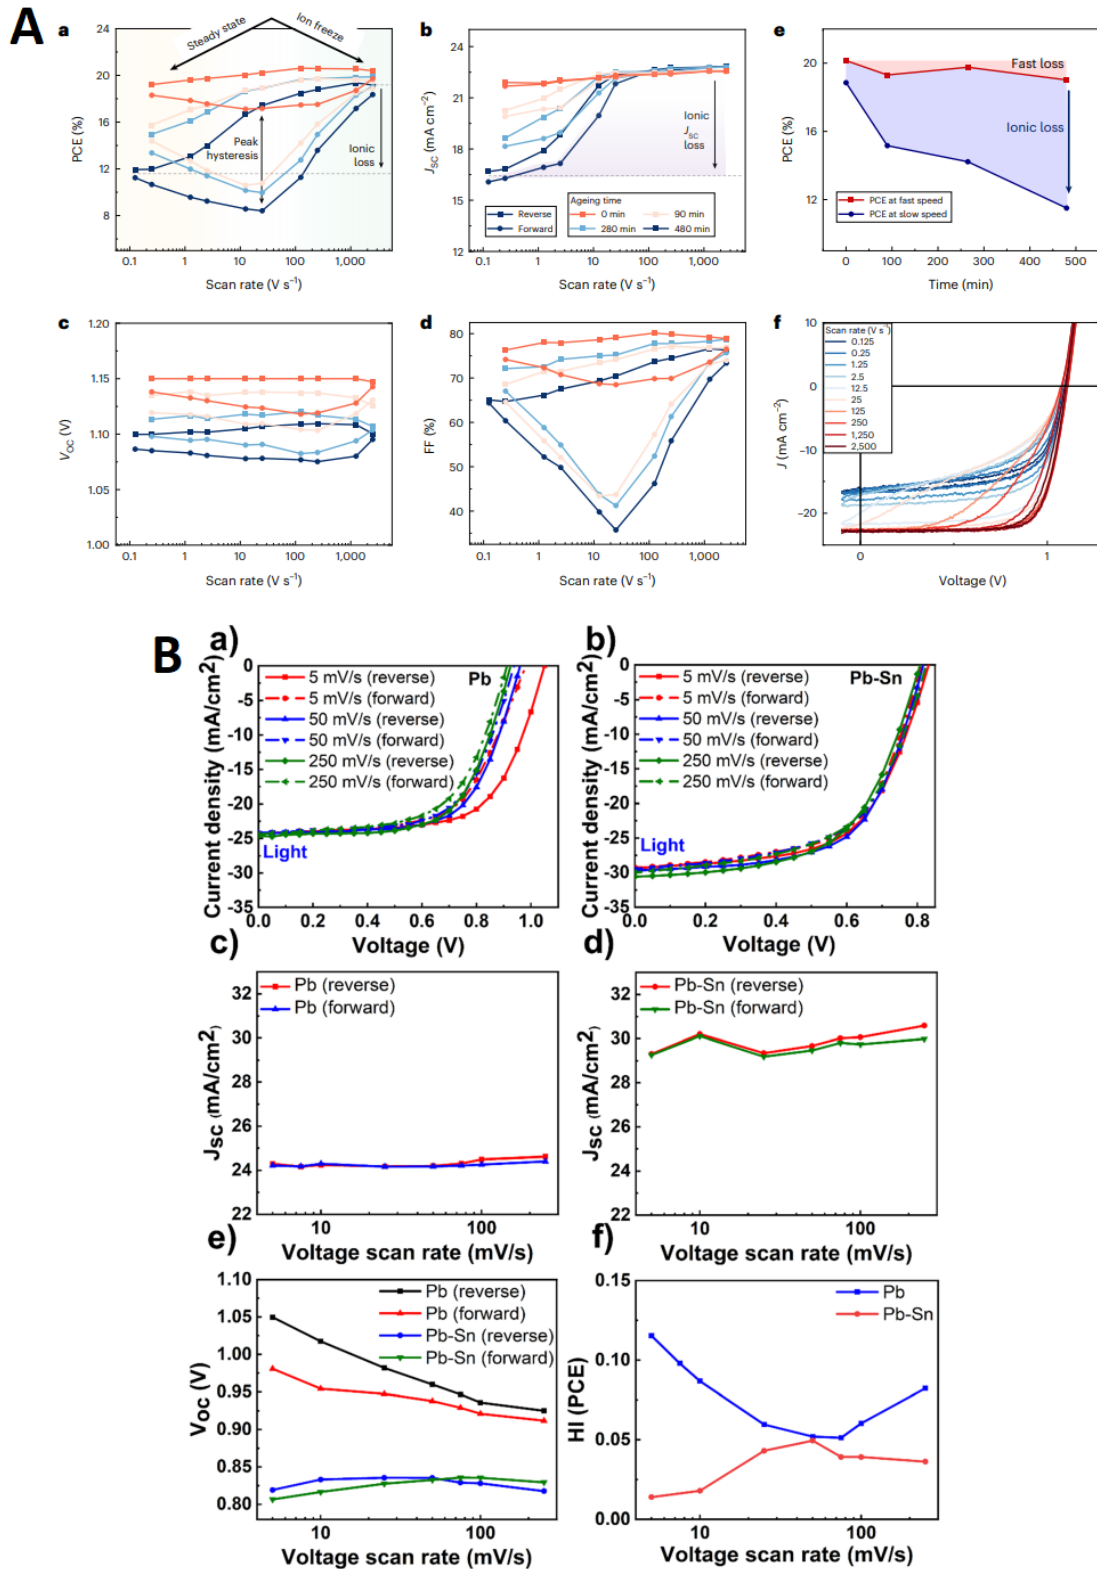 A
a
Steady state
Ion freeze
PCE (%)
24
20
16
12
8
Peak
hysteresis
Ionic
loss
0.1
1
10
100
1,000
Scan rate (V s⁻¹)
b
JSC (mA cm⁻²)
24
21
18
15
12
Ionic
JSC
loss
Reverse
Forward
Ageing time
0 min
90 min
280 min
480 min
0.1
1
10
100
1,000
Scan rate (V s⁻¹)
e
PCE (%)
20
16
12
Fast loss
Ionic loss
PCE at fast speed
PCE at slow speed
0
100
200
300
400
500
Time (min)
c
VOC (V)
1.20
1.15
1.10
1.05
1.00
0.1
1
10
100
1,000
Scan rate (V s⁻¹)
d
FF (%)
80
70
60
50
40
0.1
1
10
100
1,000
Scan rate (V s⁻¹)
f
J (mA cm⁻²)
10
0
−10
−20
Scan rate (V s⁻¹)
0.125
0.25
1.25
2.5
12.5
25
125
250
1,250
2,500
0
1
Voltage (V)
B
a)
Current density (mA/cm2)
0
-5
-10
-15
-20
-25
-30
-35
5 mV/s (reverse)
5 mV/s (forward)
50 mV/s (reverse)
50 mV/s (forward)
250 mV/s (reverse)
250 mV/s (forward)
Pb
Light
0.0
0.2
0.4
0.6
0.8
1.0
Voltage (V)
b)
Current density (mA/cm2)
0
-5
-10
-15
-20
-25
-30
-35
5 mV/s (reverse)
5 mV/s (forward)
50 mV/s (reverse)
50 mV/s (forward)
250 mV/s (reverse)
250 mV/s (forward)
Pb-Sn
Light
0.0
0.2
0.4
0.6
0.8
Voltage (V)
c)
JSC (mA/cm2)
32
30
28
26
24
22
Pb (reverse)
Pb (forward)
10
100
Voltage scan rate (mV/s)
d)
JSC (mA/cm2)
32
30
28
26
24
22
Pb-Sn (reverse)
Pb-Sn (forward)
10
100
Voltage scan rate (mV/s)
e)
VOC (V)
1.10
1.05
1.00
0.95
0.90
0.85
0.80
Pb (reverse)
Pb (forward)
Pb-Sn (reverse)
Pb-Sn (forward)
10
100
Voltage scan rate (mV/s)
f)
HI (PCE)
0.15
0.10
0.05
0.00
Pb
Pb-Sn
10
100
Voltage scan rate (mV/s)